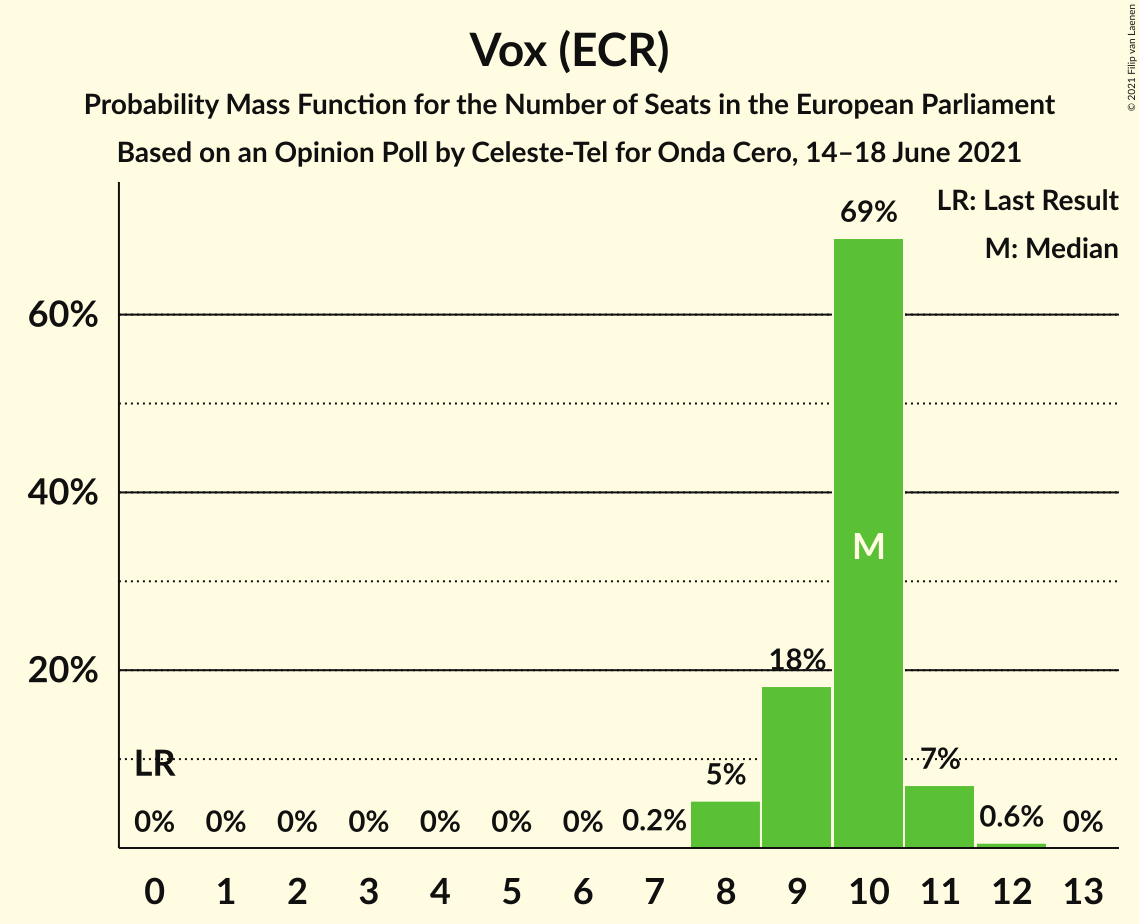 Vox (ECR)
Probability Mass Function for the Number of Seats in the European Parliament
Based on an Opinion Poll by Celeste-Tel for Onda Cero, 14–18 June 2021
© 2021 Filip van Laenen
LR: Last Result
M: Median
69%
60%
40%
M
20%
18%
LR
7%
5%
0% 0% 0% 0% 0% 0% 0% 0.2% 0.6% 0%
0 1 2 3 4 5 6 7 8 9 10 11 12 13